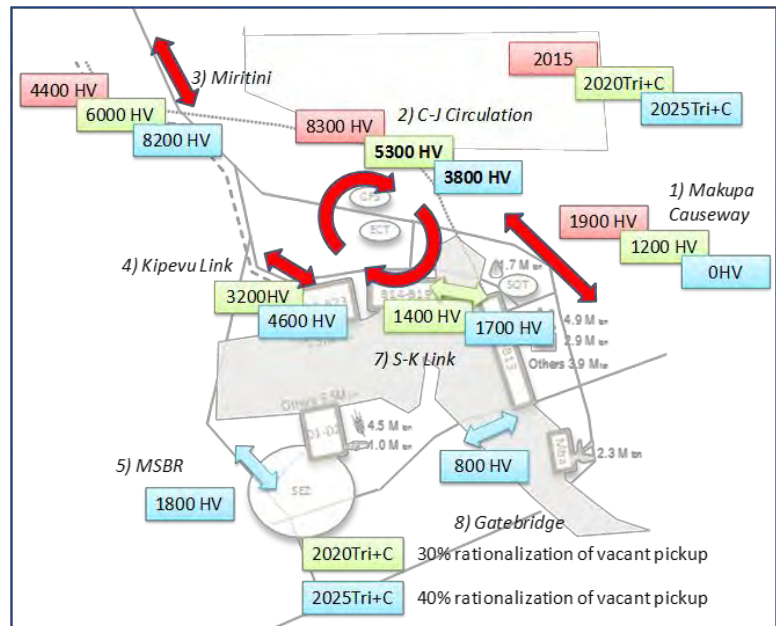 2015
3) Miritini
4400 HV
2020Tri+C
6000 HV
2) C-J Circulation
2025Tri+C
8300 HV
8200 HV
5300 HV
3800 HV
1) Makupa
Causeway
1900 HV
ECT
1200 HV
4) Kipevu Link
0HV
1.7 M ton
SOT
3200HV
B14-B19
4600 HV
1400 HV
1700 HV
4.9 M ton
2.9 M ton
7) S-K Link
B13
Others 3.9 M ton
4.5 M ton
1.0 M ton
5) MSBR
800 HV
2.3 M ton
SEZ
1800 HV
8) Gatebridge
2020Tri+C 30% rationalization of vacant pickup
2025Tri+C 40% rationalization of vacant pickup